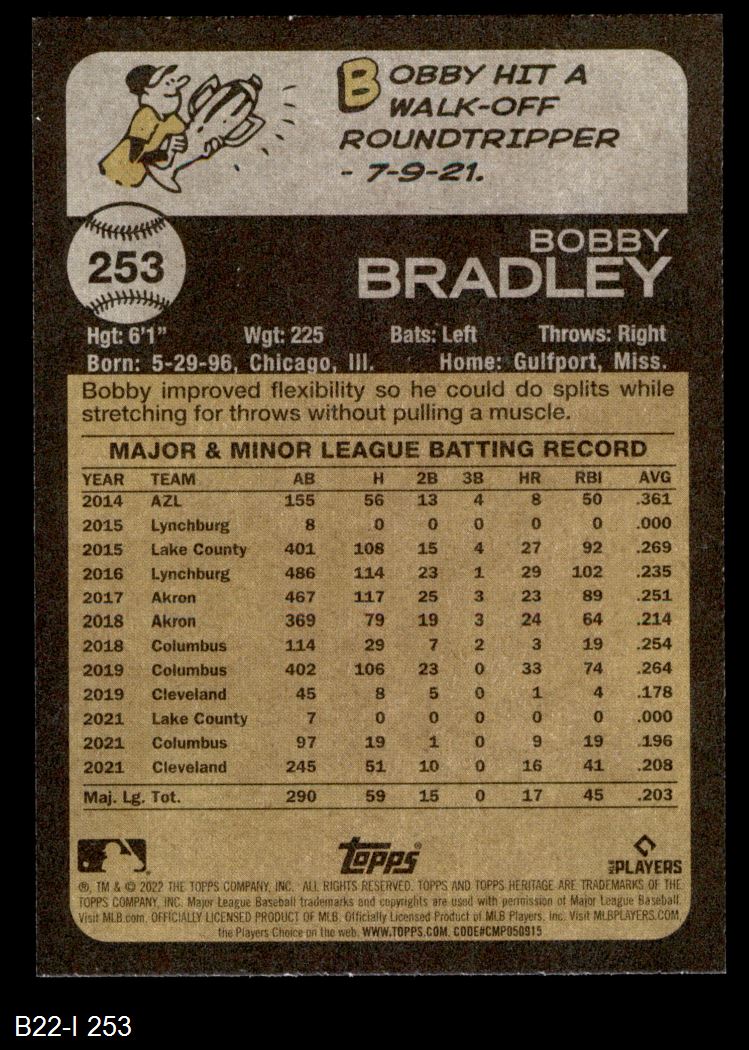 BOBBY HIT A
WALK-OFF
ROUNDTRIPPER
- 7-9-21.
253
BOBBY
BRADLEY
Hgt: 6'1" Wgt: 225 Bats: Left Throws: Right
Born: 5-29-96, Chicago, Ill. Home: Gulfport, Miss.
Bobby improved flexibility so he could do splits while
stretching for throws without pulling a muscle.
MAJOR & MINOR LEAGUE BATTING RECORD
YEAR TEAM AB H 2B 3B HR RBI AVG
2014 AZL 155 56 13 4 8 50 .361
2015 Lynchburg 8 0 0 0 0 0 .000
2015 Lake County 401 108 15 4 27 92 .269
2016 Lynchburg 486 114 23 1 29 102 .235
2017 Akron 467 117 25 3 23 89 .251
2018 Akron 369 79 19 3 24 64 .214
2018 Columbus 114 29 7 2 3 19 .254
2019 Columbus 402 106 23 0 33 74 .264
2019 Cleveland 45 8 5 0 1 4 .178
2021 Lake County 7 0 0 0 0 0 .000
2021 Columbus 97 19 1 0 9 19 .196
2021 Cleveland 245 51 10 0 16 41 .208
Maj. Lg. Tot. 290 59 15 0 17 45 .203
Topps
MLB PLAYERS
®, TM & © 2022 THE TOPPS COMPANY, INC. ALL RIGHTS RESERVED. TOPPS AND TOPPS HERITAGE ARE TRADEMARKS OF THE
TOPPS COMPANY, INC. Major League Baseball trademarks and copyrights are used with permission of Major League Baseball.
Visit MLB.com. OFFICIALLY LICENSED PRODUCT OF MLB. Officially Licensed Product of MLB Players, Inc. Visit MLBPLAYERS.COM,
the Players Choice on the web. WWW.TOPPS.COM. CODE#CMP050915
B22-I 253